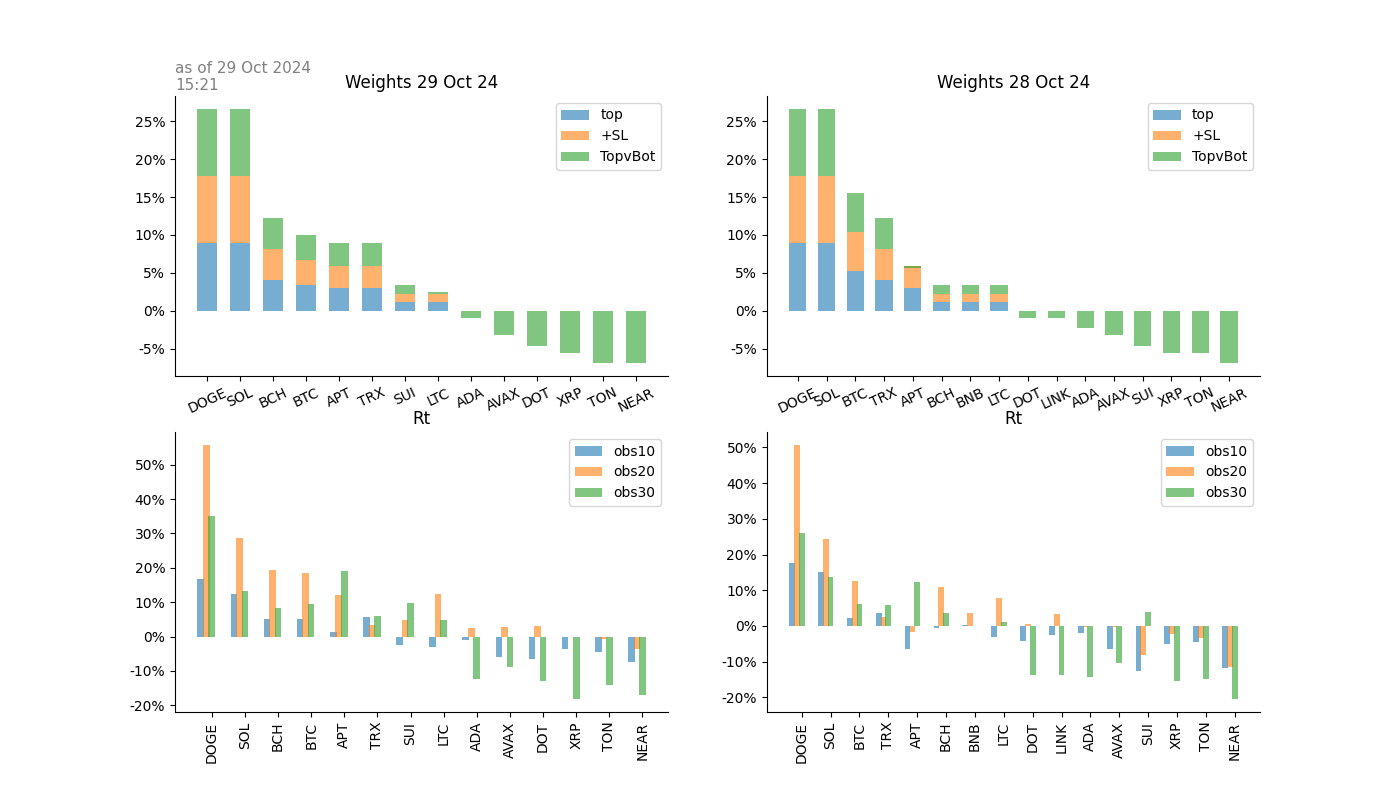 as of 29 Oct 2024
15:21
Weights 29 Oct 24
25%
20%
15%
10%
5%
0%
-5%
top
+SL
TopvBot
DOGE SOL BCH BTC APT TRX SUI LTC ADA AVAX DOT XRP TON NEAR
Weights 28 Oct 24
25%
20%
15%
10%
5%
0%
-5%
top
+SL
TopvBot
DOGE SOL BTC TRX APT BCH BNB LTC DOT LINK ADA AVAX SUI XRP TON NEAR
Rt
50%
40%
30%
20%
10%
0%
-10%
-20%
obs10
obs20
obs30
DOGE SOL BCH BTC APT TRX SUI LTC ADA AVAX DOT XRP TON NEAR
Rt
50%
40%
30%
20%
10%
0%
-10%
-20%
obs10
obs20
obs30
DOGE SOL BTC TRX APT BCH BNB LTC DOT LINK ADA AVAX SUI XRP TON NEAR